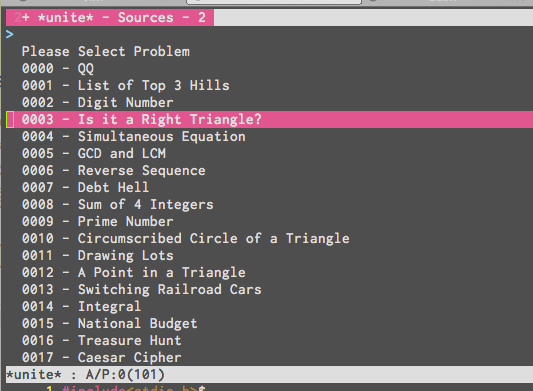 2+ *unite* - Sources - 2
>
Please Select Problem
0000 - QQ
0001 - List of Top 3 Hills
0002 - Digit Number
0003 - Is it a Right Triangle?
0004 - Simultaneous Equation
0005 - GCD and LCM
0006 - Reverse Sequence
0007 - Debt Hell
0008 - Sum of 4 Integers
0009 - Prime Number
0010 - Circumscribed Circle of a Triangle
0011 - Drawing Lots
0012 - A Point in a Triangle
0013 - Switching Railroad Cars
0014 - Integral
0015 - National Budget
0016 - Treasure Hunt
0017 - Caesar Cipher
*unite* : A/P:0(101)
1 #include<stdio.h>$